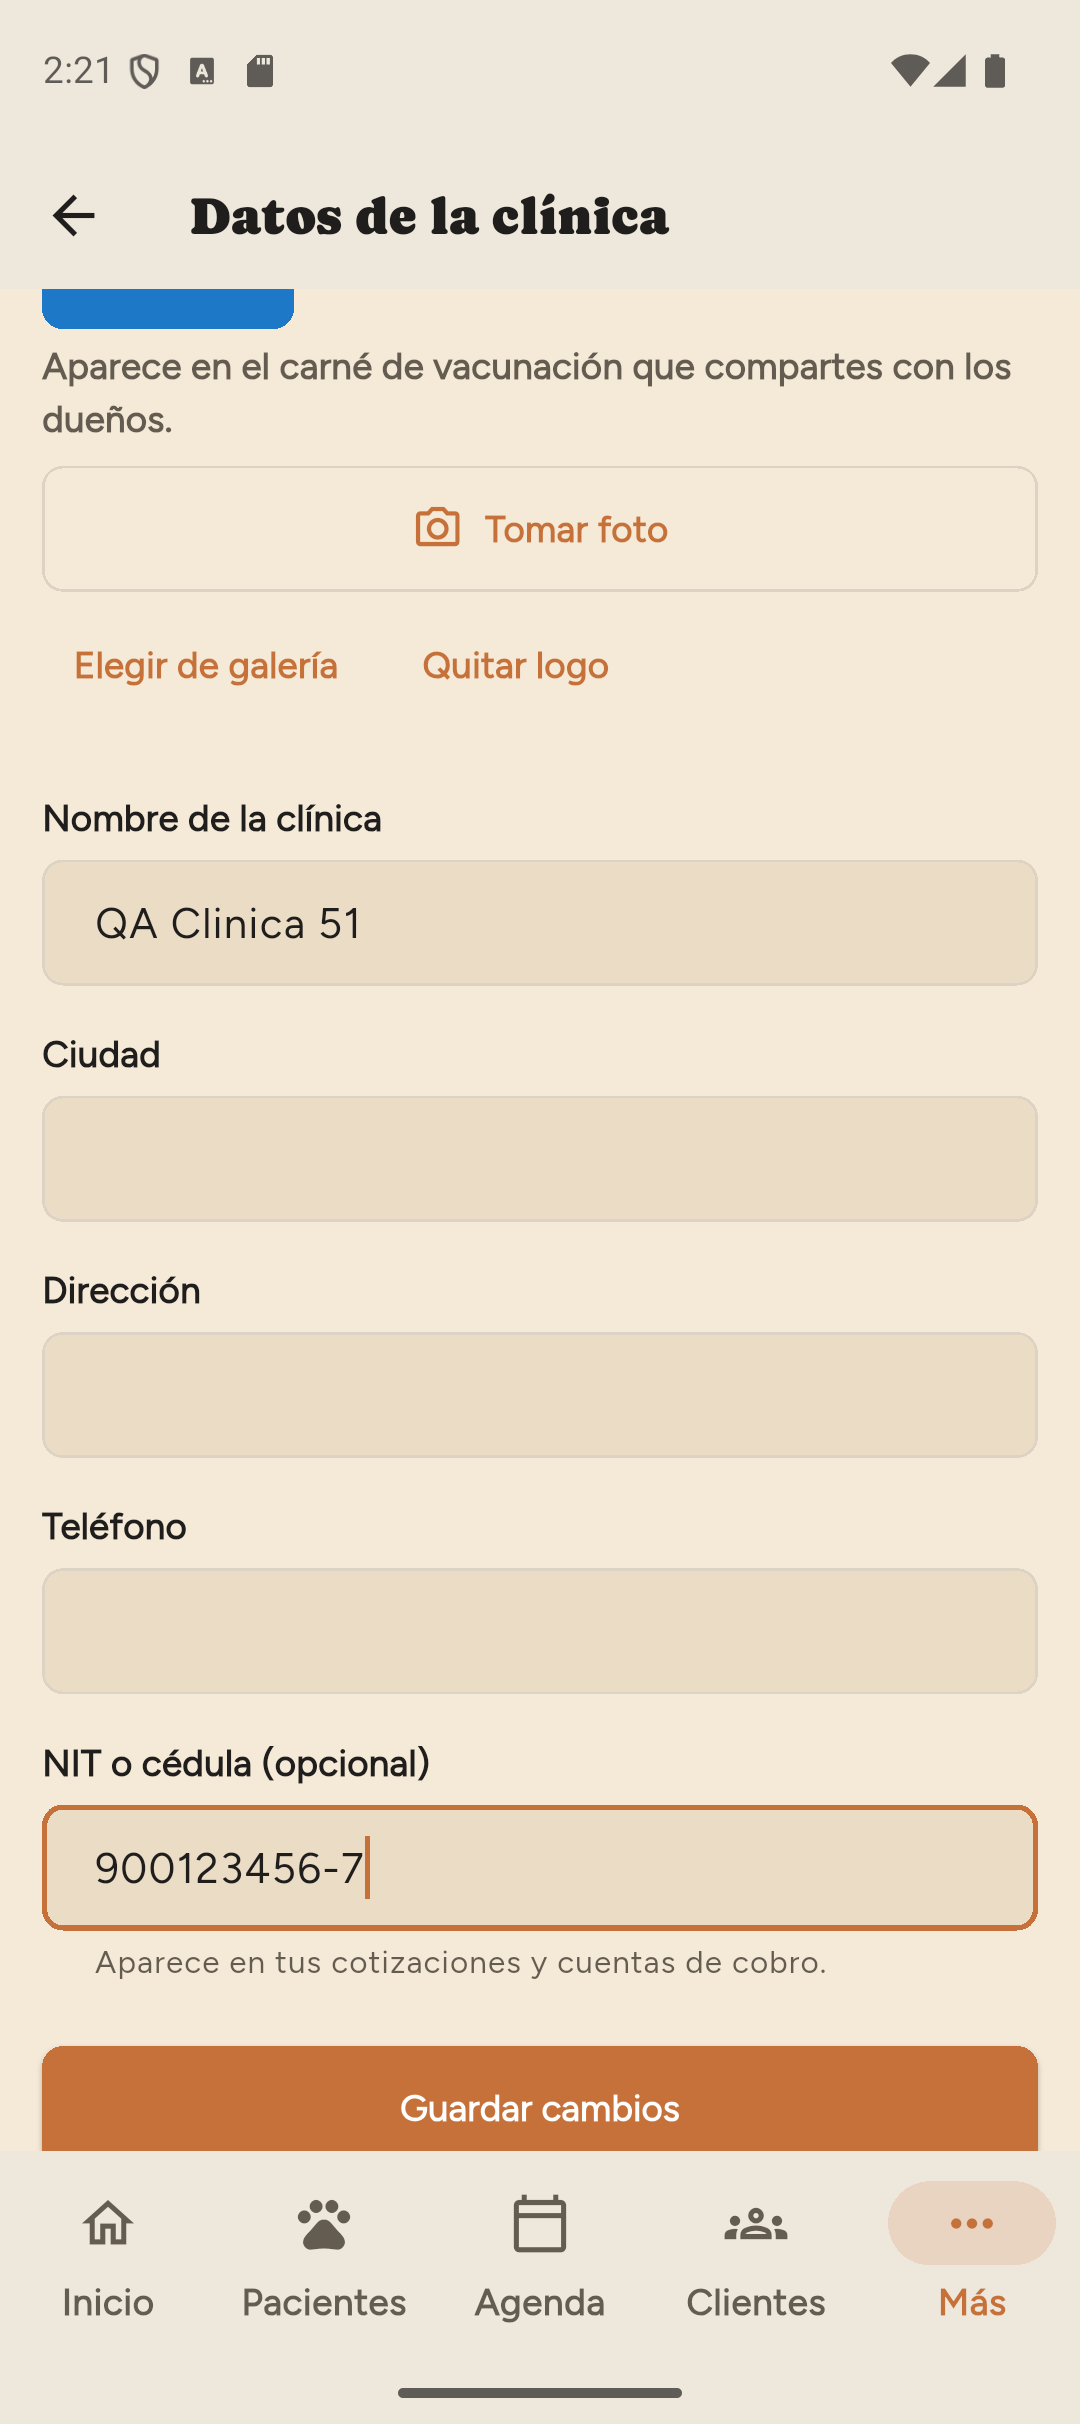 2:21
Datos de la clínica
Aparece en el carné de vacunación que compartes con los
dueños.
Tomar foto
Elegir de galería Quitar logo
Nombre de la clínica
QA Clinica 51
Ciudad
Dirección
Teléfono
NIT o cédula (opcional)
900123456-7
Aparece en tus cotizaciones y cuentas de cobro.
Guardar cambios
Inicio Pacientes Agenda Clientes Más